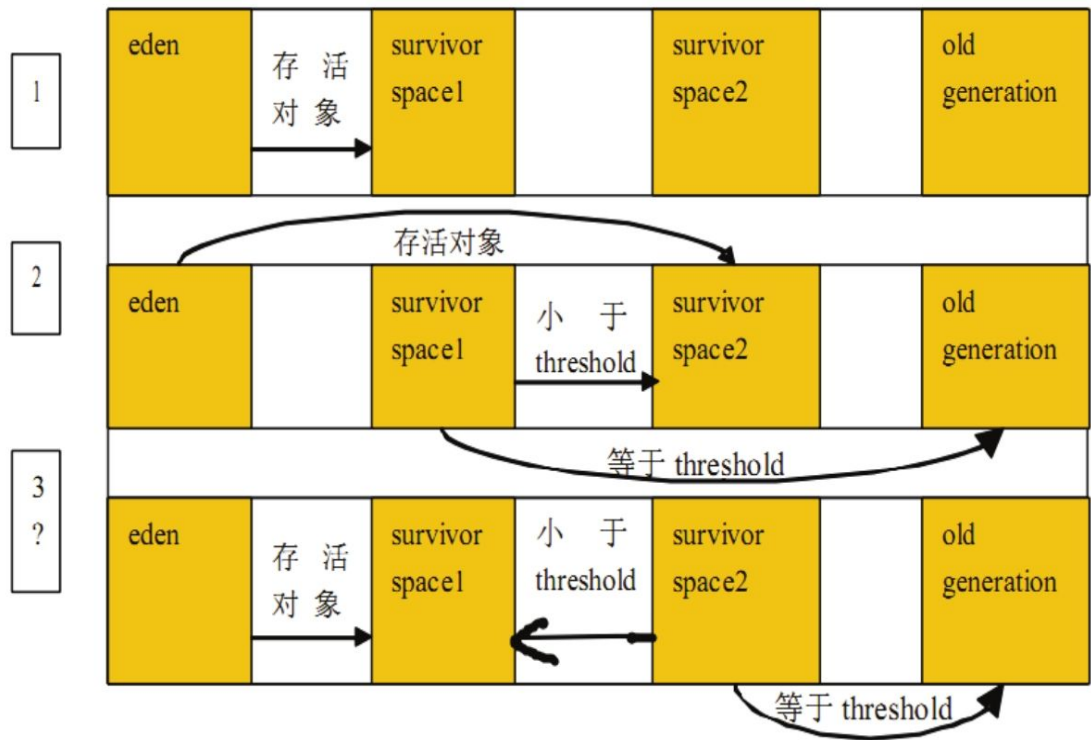 1
eden
存 活
对 象
survivor
space1
survivor
space2
old
generation
2
存活对象
eden
survivor
space1
小 于
threshold
survivor
space2
old
generation
等于 threshold
3
?
eden
存 活
对 象
survivor
space1
小 于
threshold
survivor
space2
old
generation
等于 threshold